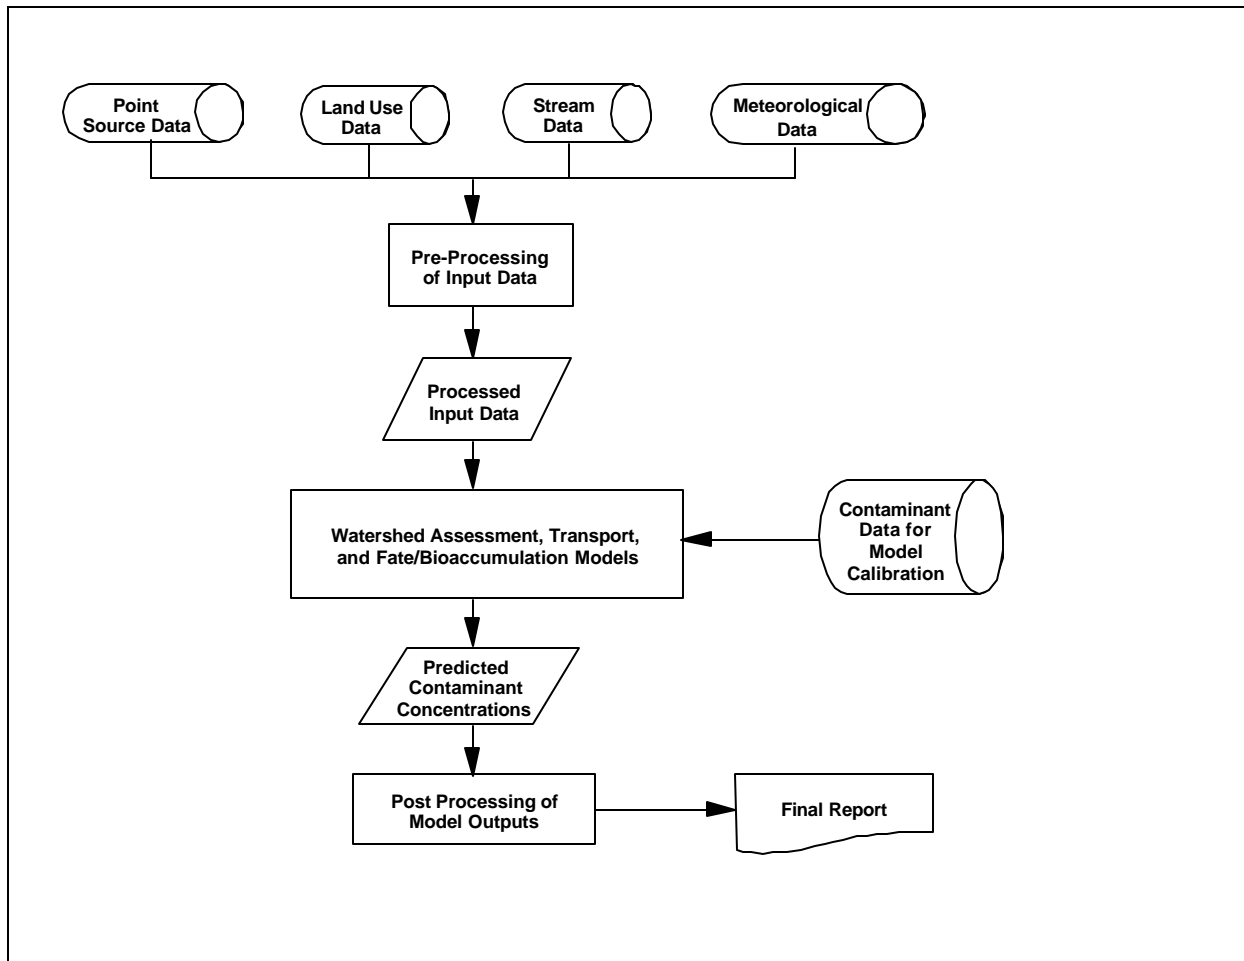 Point
Source Data
Land Use
Data
Stream
Data
Meteorological
Data
Pre-Processing
of Input Data
Processed
Input Data
Watershed Assessment, Transport,
and Fate/Bioaccumulation Models
Contaminant
Data for
Model
Calibration
Predicted
Contaminant
Concentrations
Post Processing of
Model Outputs
Final Report